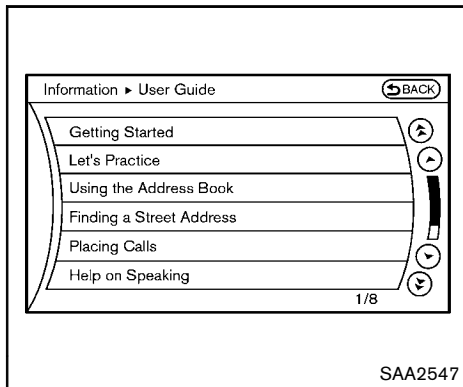 Information ▸ User Guide
BACK
Getting Started
Let's Practice
Using the Address Book
Finding a Street Address
Placing Calls
Help on Speaking
1/8
SAA2547